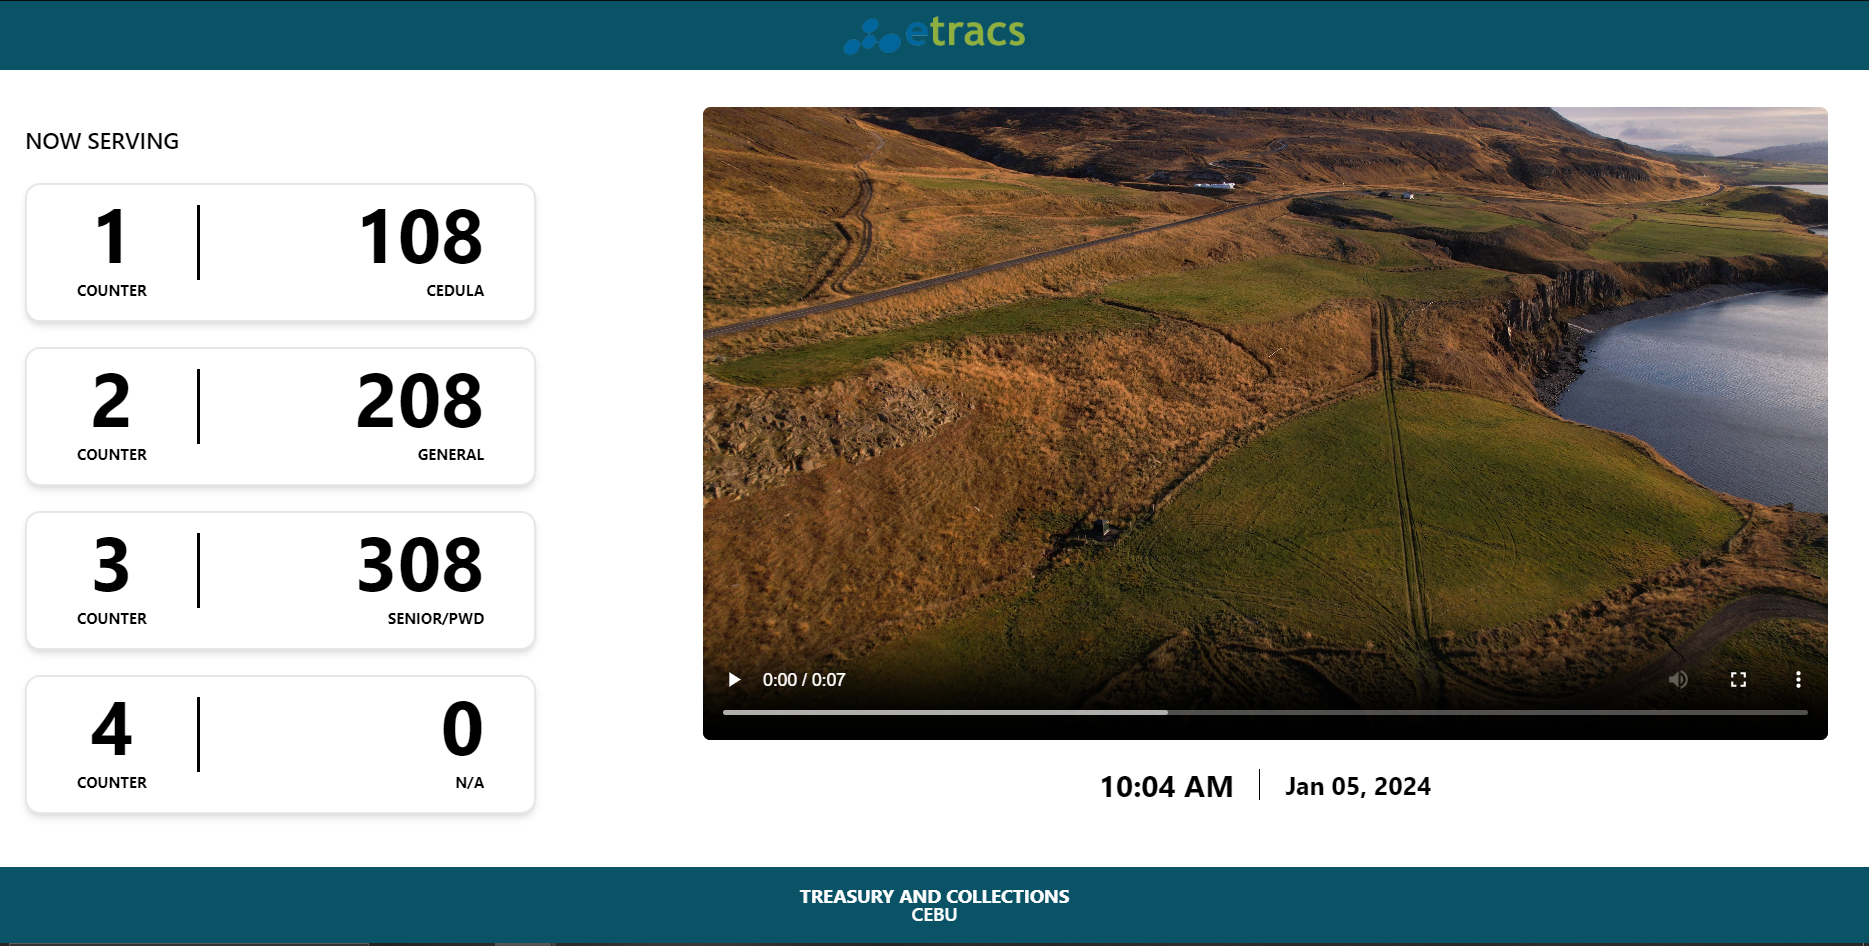 etracs
NOW SERVING
1
COUNTER
108
CEDULA
2
COUNTER
208
GENERAL
3
COUNTER
308
SENIOR/PWD
4
COUNTER
0
N/A
0:00 / 0:07
10:04 AM
Jan 05, 2024
TREASURY AND COLLECTIONS
CEBU